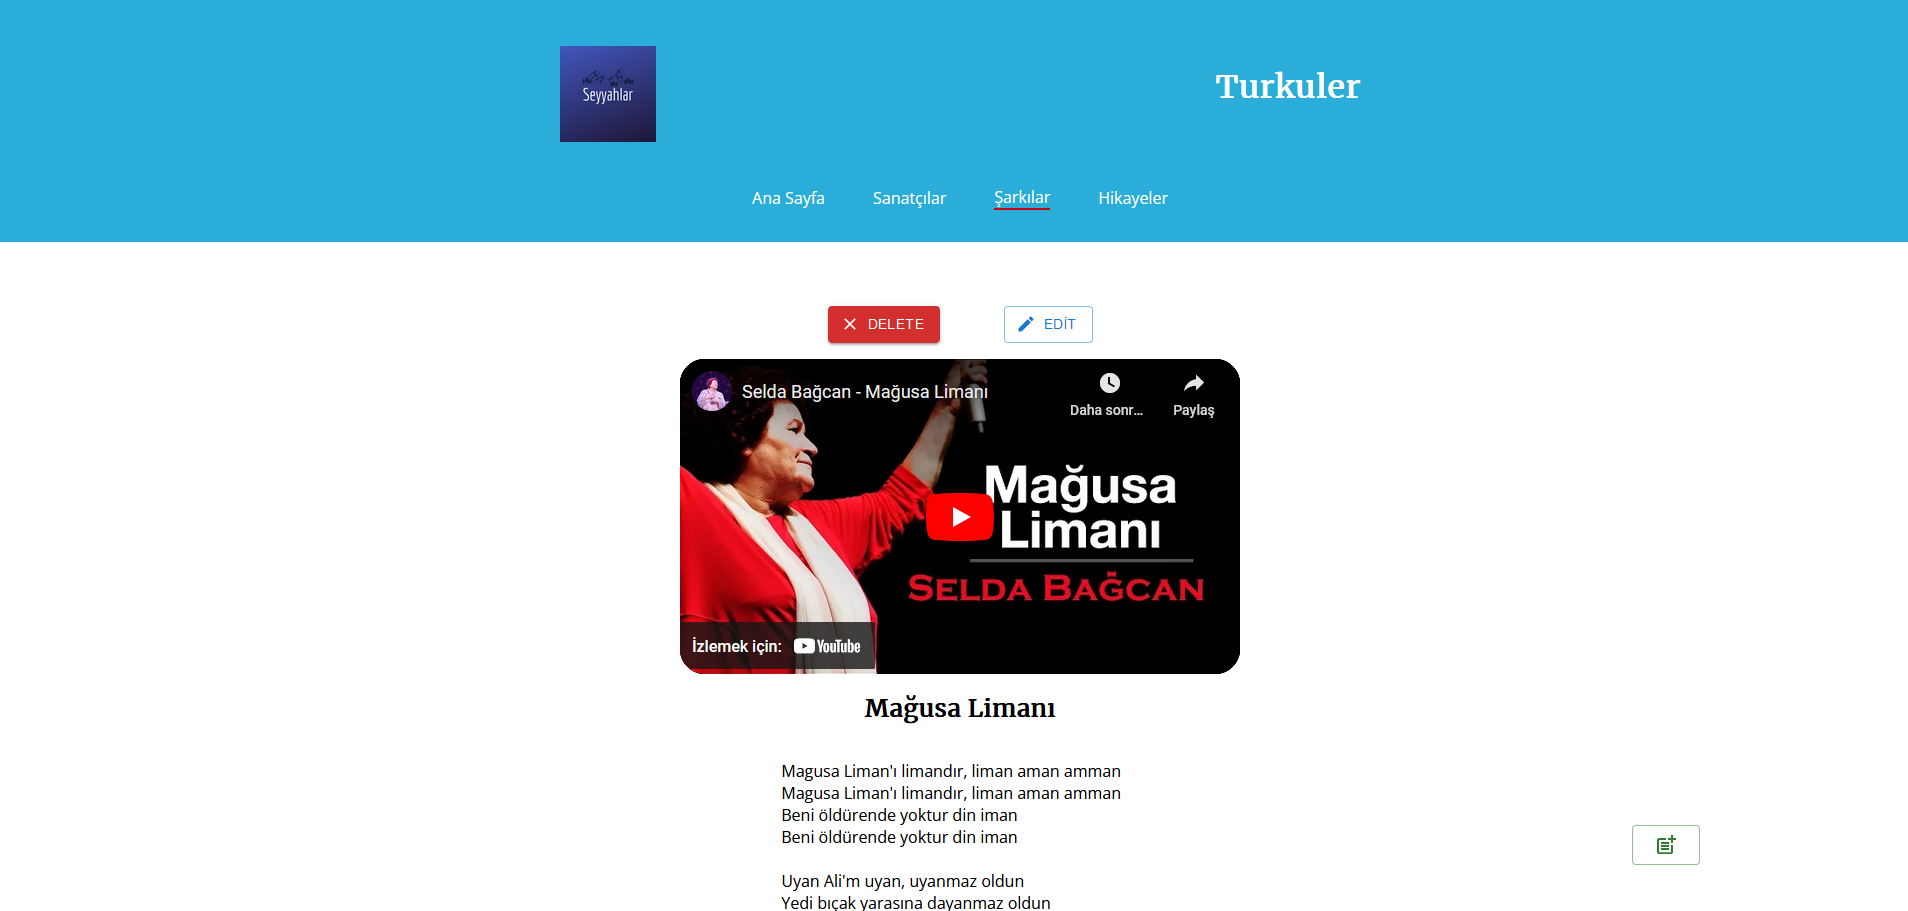 Seyyahlar
Turkuler
Ana Sayfa
Sanatçılar
Şarkılar
Hikayeler
DELETE
EDİT
Selda Bağcan - Mağusa Limanı
Daha sonr...
Paylaş
Mağusa
Limanı
SELDA BAĞCAN
İzlemek için:
YouTube
Mağusa Limanı
Magusa Liman'ı limandır, liman aman amman
Magusa Liman'ı limandır, liman aman amman
Beni öldürende yoktur din iman
Beni öldürende yoktur din iman
Uyan Ali'm uyan, uyanmaz oldun
Yedi bıçak yarasına dayanmaz oldun